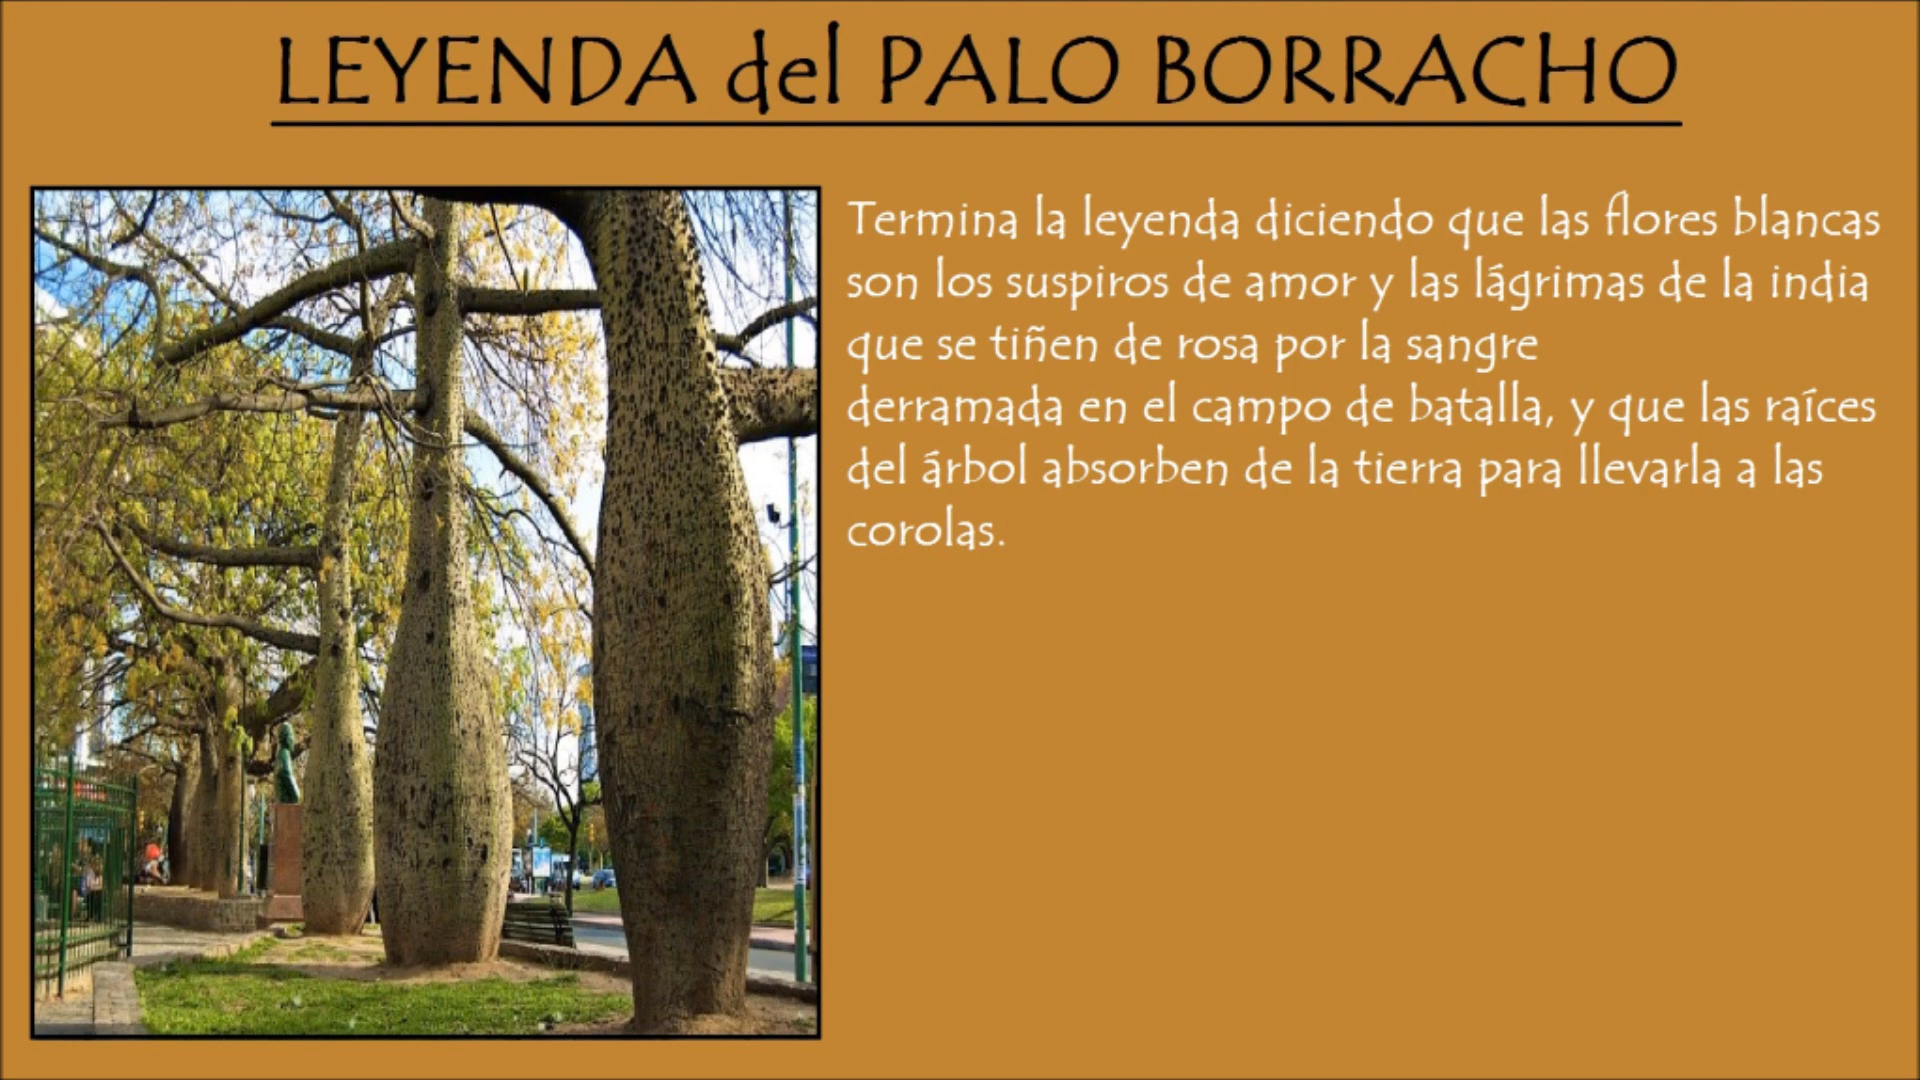 LEYENDA del PALO BORRACHO
Termina la leyenda diciendo que las flores blancas
son los suspiros de amor y las lágrimas de la india
que se tiñen de rosa por la sangre
derramada en el campo de batalla, y que las raíces
del árbol absorben de la tierra para llevarla a las
corolas.